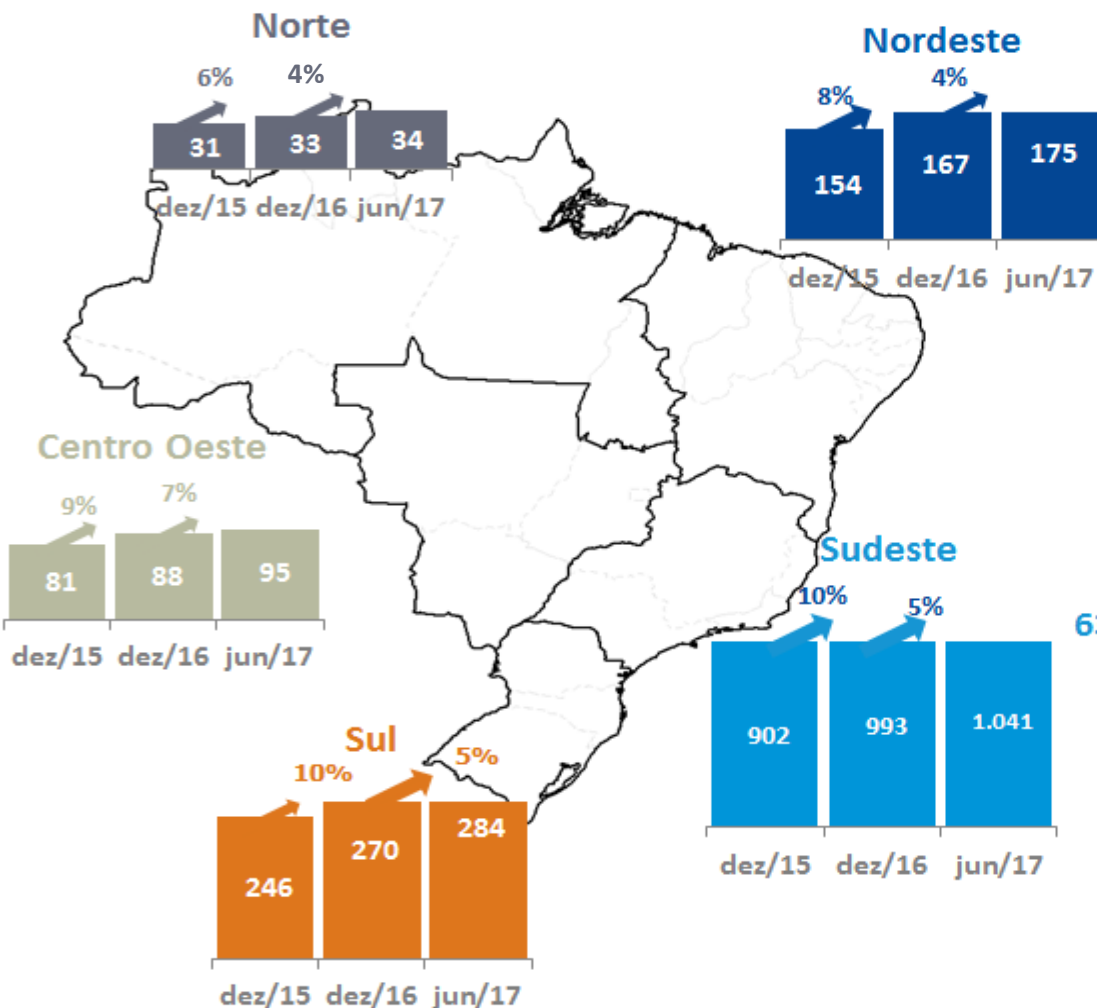 Norte
6% 4%
31 33 34
dez/15 dez/16 jun/17
Nordeste
8% 4%
154 167 175
dez/15 dez/16 jun/17
Centro Oeste
9% 7%
81 88 95
dez/15 dez/16 jun/17
Sudeste
10% 5%
902 993 1.041
dez/15 dez/16 jun/17
Sul
10% 5%
246 270 284
dez/15 dez/16 jun/17